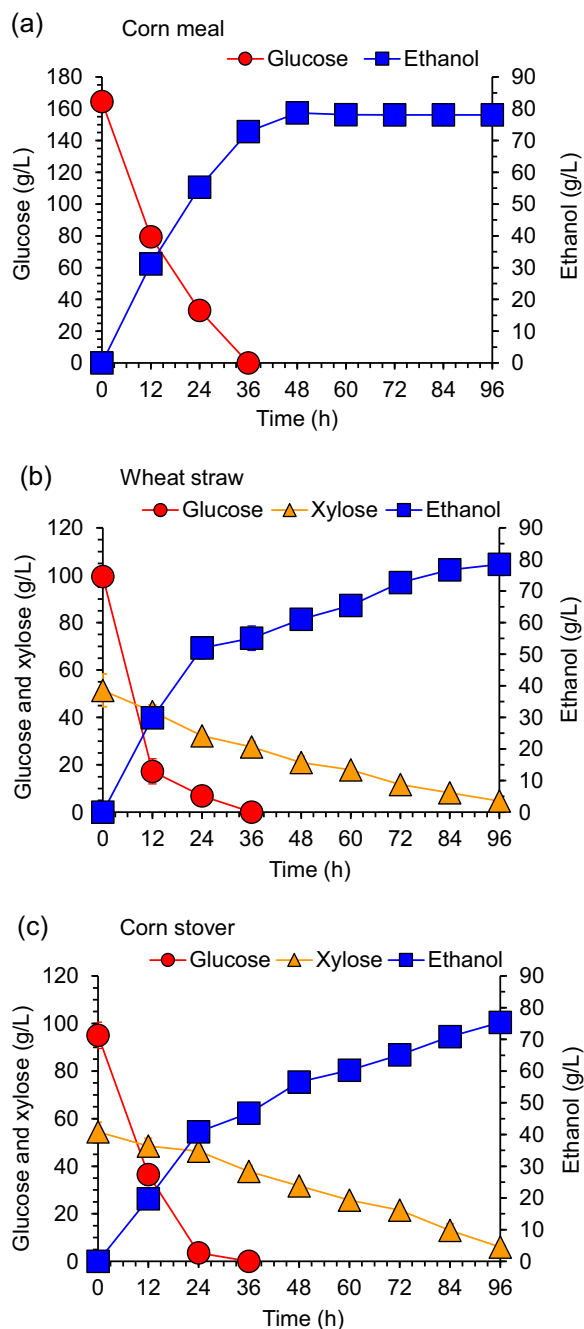 (a) Corn meal
Glucose Ethanol
180 90
160 80
140 70
120 60
100 50
80 40
60 30
40 20
20 10
0 0
Glucose (g/L)
Ethanol (g/L)
0 12 24 36 48 60 72 84 96
Time (h)
(b) Wheat straw
Glucose Xylose Ethanol
120 90
80
100 70
80 60
50
60 40
40 30
20
20 10
0 0
Glucose and xylose (g/L)
Ethanol (g/L)
0 12 24 36 48 60 72 84 96
Time (h)
(c) Corn stover
Glucose Xylose Ethanol
120 90
80
100 70
80 60
50
60 40
40 30
20
20 10
0 0
Glucose and xylose (g/L)
Ethanol (g/L)
0 12 24 36 48 60 72 84 96
Time (h)